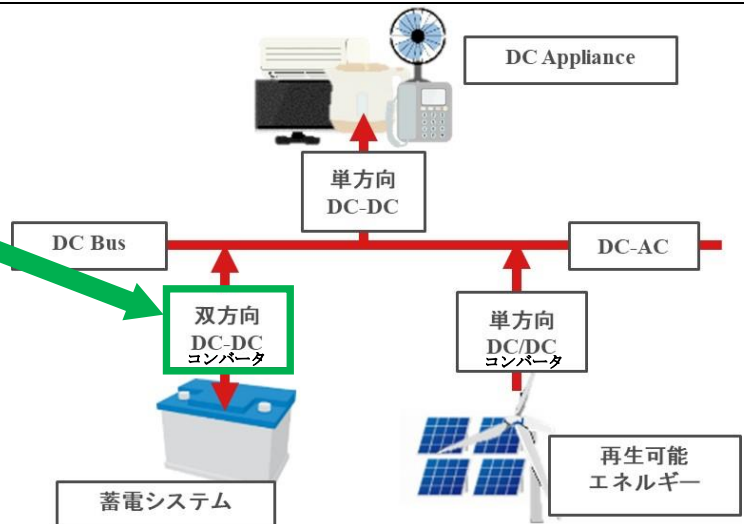 DC Appliance
単方向
DC-DC
DC Bus
DC-AC
双方向
DC-DC
コンバータ
単方向
DC/DC
コンバータ
再生可能
エネルギー
蓄電システム